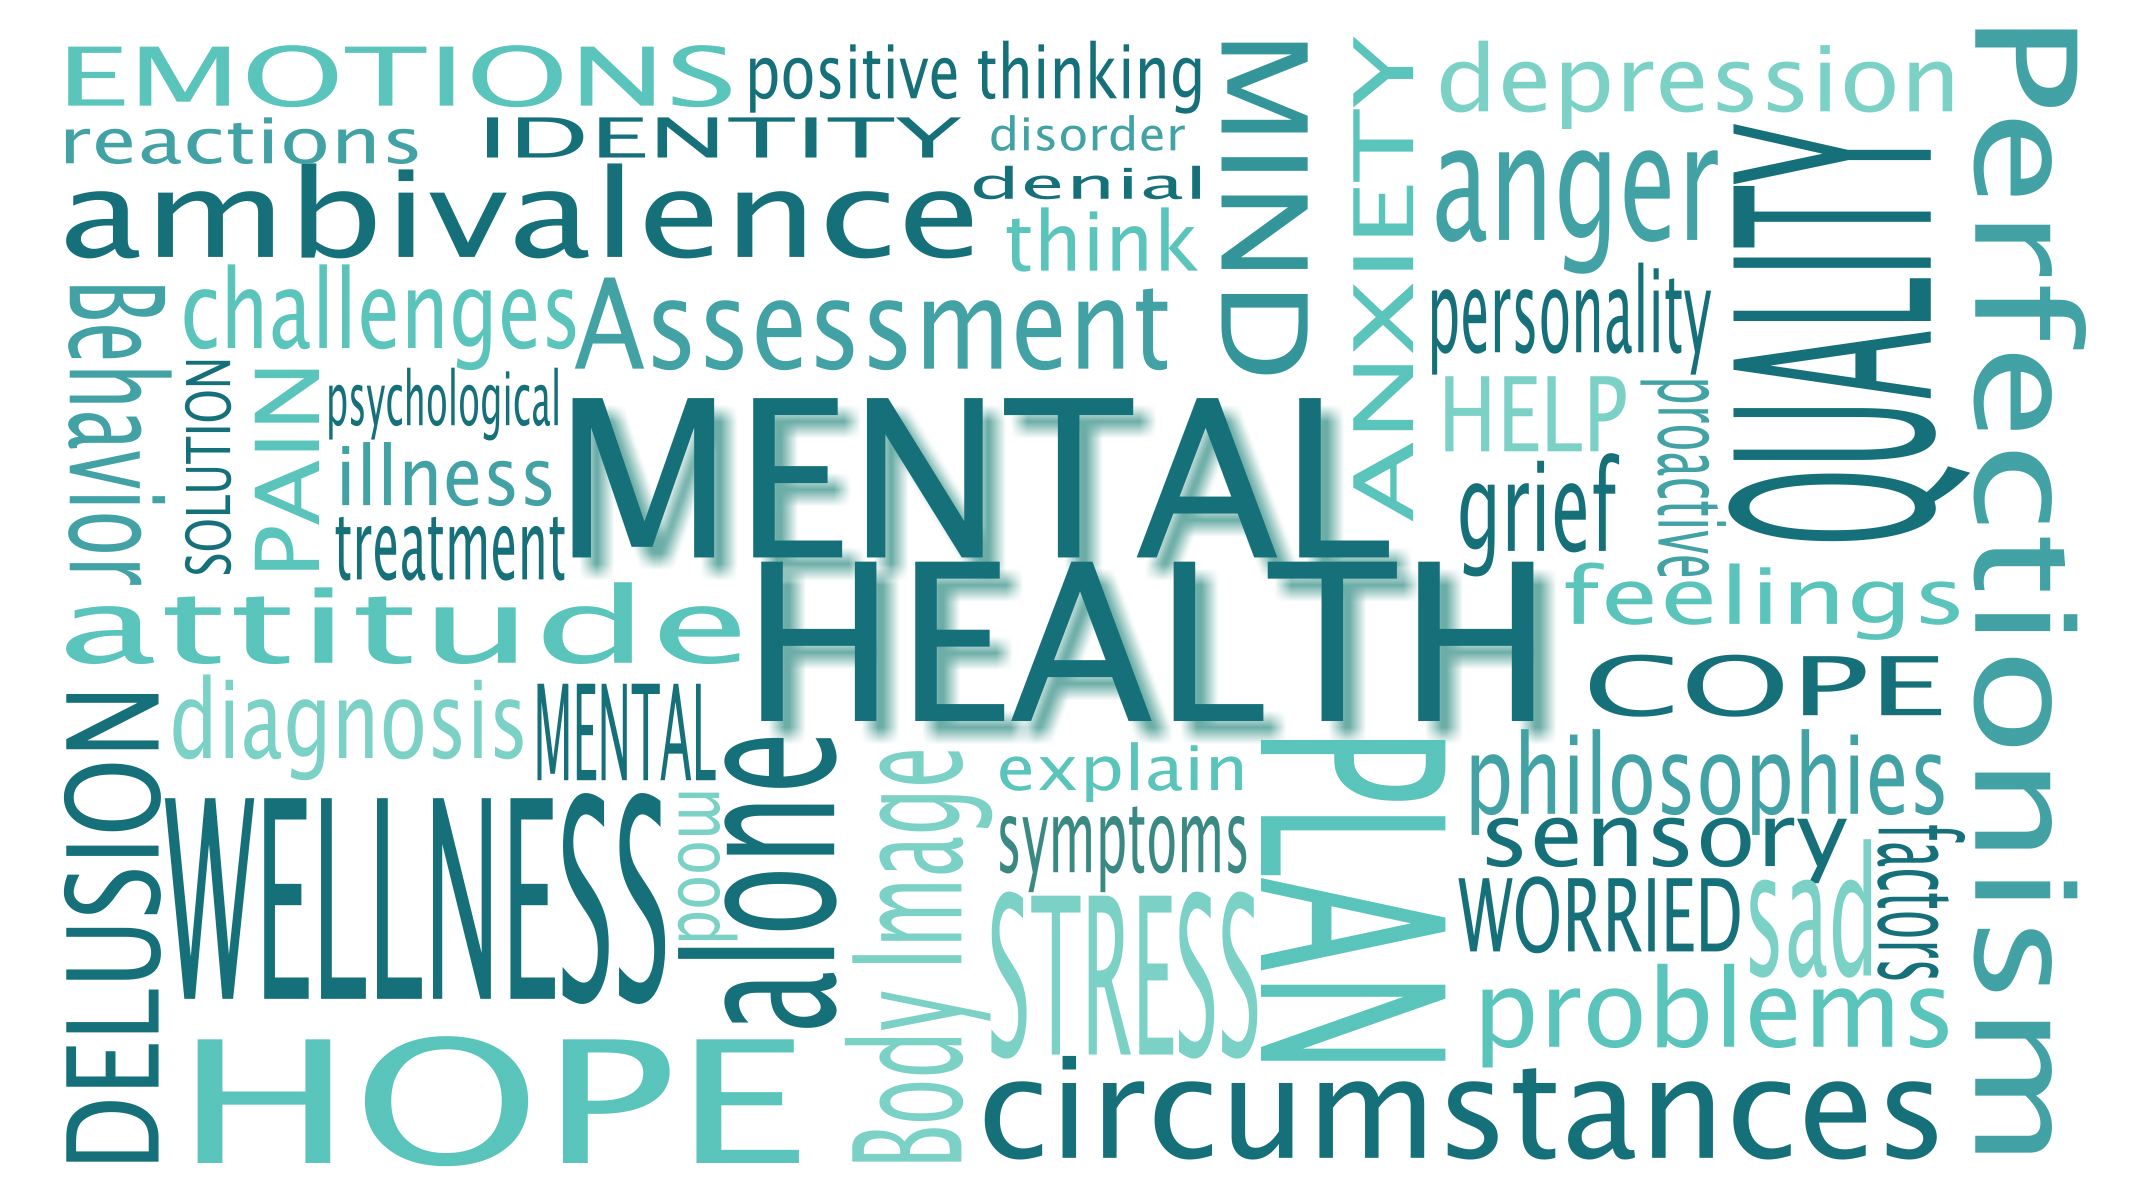 EMOTIONS
positive thinking
MIND
ANXIETY
depression
Perfectionism
reactions
IDENTITY
disorder
denial
ambivalence
think
anger
QUALITY
Behavior
challenges
Assessment
personality
SOLUTION
PAIN
psychological
illness
treatment
MENTAL
HEALTH
HELP
proactive
grief
feelings
attitude
COPE
DELUSION
diagnosis
MENTAL
alone
Body Image
explain
PLAN
philosophies
WELLNESS
mood
symptoms
sensory
factors
STRESS
WORRIED
sad
problems
HOPE
circumstances